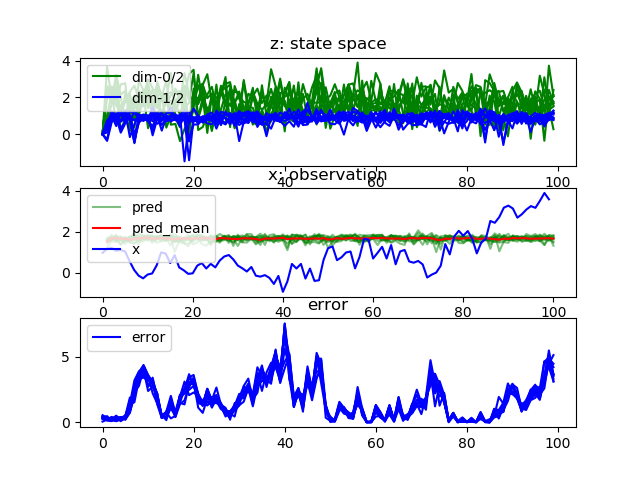 z: state space
4
2
0
dim-0/2
dim-1/2
0 20 40 60 80 100
x: observation
4
2
0
pred
pred_mean
x
0 20 40 60 80 100
error
5
0
error
0 20 40 60 80 100